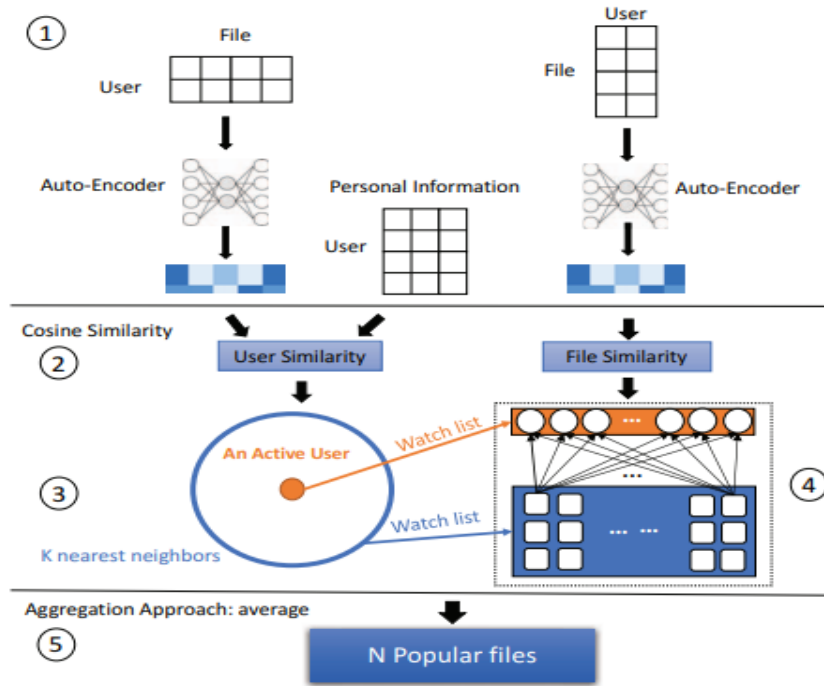 ①
File
User
Auto-Encoder
Personal Information
User
User
File
Auto-Encoder
Cosine Similarity
②
User Similarity
File Similarity
③
An Active User
K nearest neighbors
Watch list
Watch list
...
...
... ...
④
Aggregation Approach: average
⑤
N Popular files